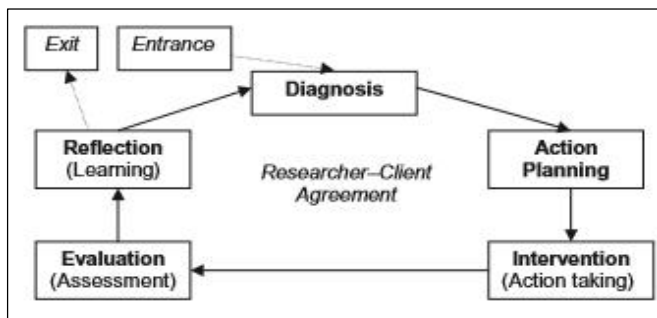 Exit
Entrance
Diagnosis
Action
Planning
Intervention
(Action taking)
Evaluation
(Assessment)
Reflection
(Learning)
Researcher–Client
Agreement